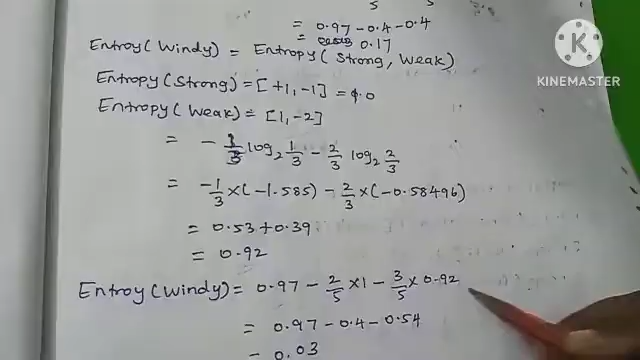 = 0.97 - 0.4 - 0.4
= 0.17
Entroy(Windy) = Entropy(Strong, Weak)
Entropy(Strong) = [+1, -1] = 1.0
Entropy(Weak) = [1, -2]
= -1/3 log₂ 1/3 - 2/3 log₂ 2/3
= -1/3 × (-1.585) - 2/3 × (-0.58496)
= 0.53 + 0.39
= 0.92
Entroy(Windy) = 0.97 - 2/5 × 1 - 3/5 × 0.92
= 0.97 - 0.4 - 0.54
= 0.03
KINEMASTER